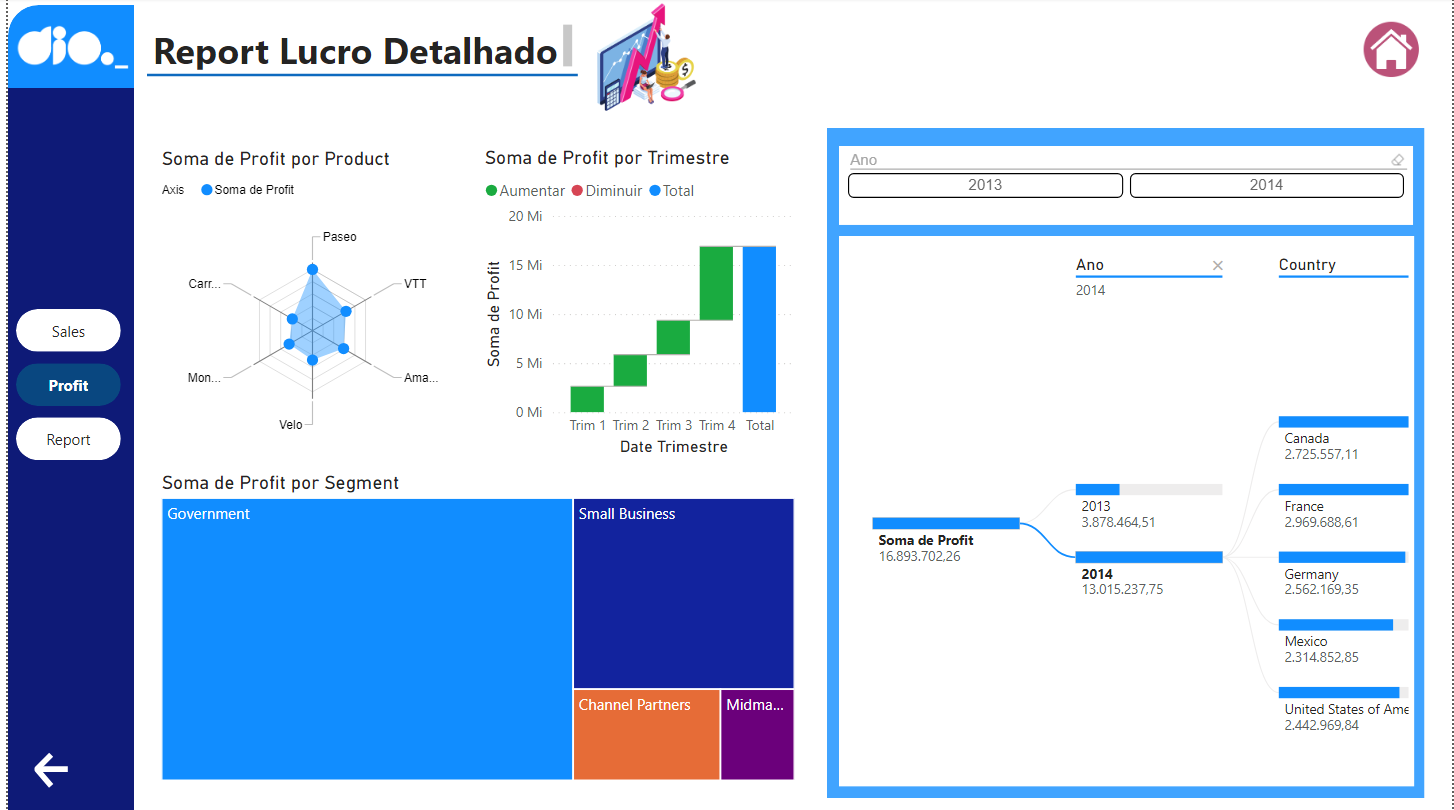 dio._
Report Lucro Detalhado
Sales
Profit
Report
Soma de Profit por Product
Axis Soma de Profit
Paseo
VTT
Ama...
Velo
Mon...
Carr...
Soma de Profit por Trimestre
Aumentar Diminuir Total
Soma de Profit
20 Mi
15 Mi
10 Mi
5 Mi
0 Mi
Trim 1 Trim 2 Trim 3 Trim 4 Total
Date Trimestre
Soma de Profit por Segment
Government
Small Business
Channel Partners
Midma...
Ano
2013 2014
Ano Country
2014
Soma de Profit
16.893.702,26
2013
3.878.464,51
2014
13.015.237,75
Canada
2.725.557,11
France
2.969.688,61
Germany
2.562.169,35
Mexico
2.314.852,85
United States of Ame
2.442.969,84